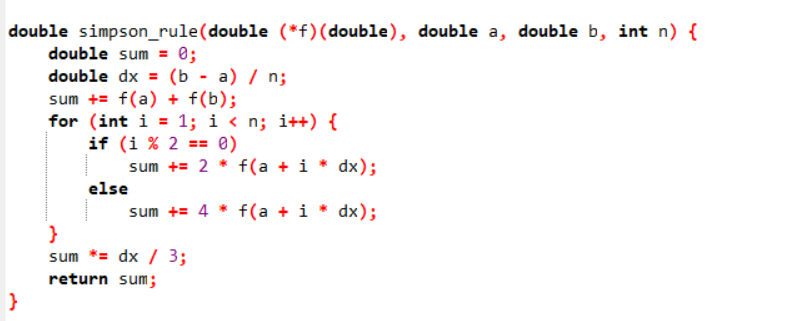 double simpson_rule(double (*f)(double), double a, double b, int n) {
    double sum = 0;
    double dx = (b - a) / n;
    sum += f(a) + f(b);
    for (int i = 1; i < n; i++) {
        if (i % 2 == 0)
            sum += 2 * f(a + i * dx);
        else
            sum += 4 * f(a + i * dx);
    }
    sum *= dx / 3;
    return sum;
}